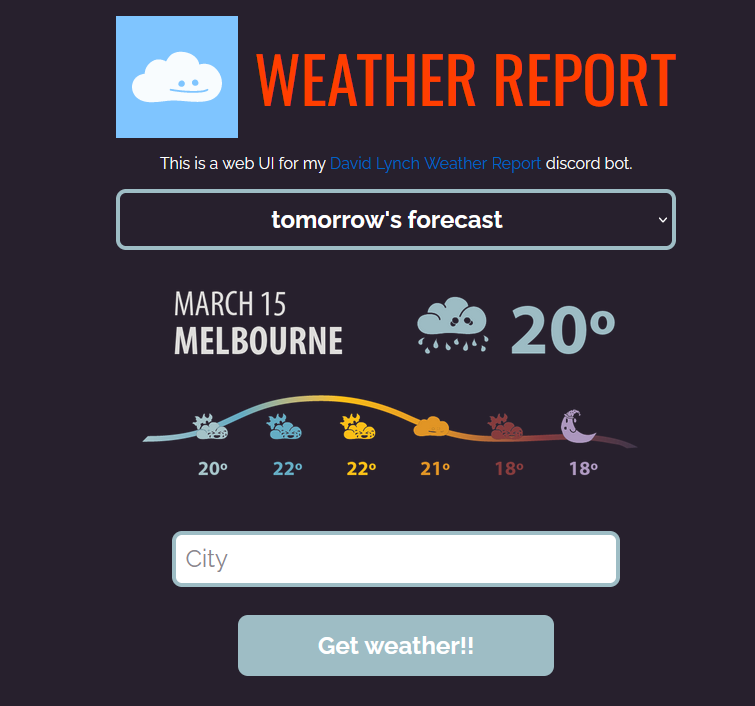 WEATHER REPORT
This is a web UI for my David Lynch Weather Report discord bot.
tomorrow's forecast
MARCH 15
MELBOURNE
20º
20º 22º 22º 21º 18º 18º
City
Get weather!!